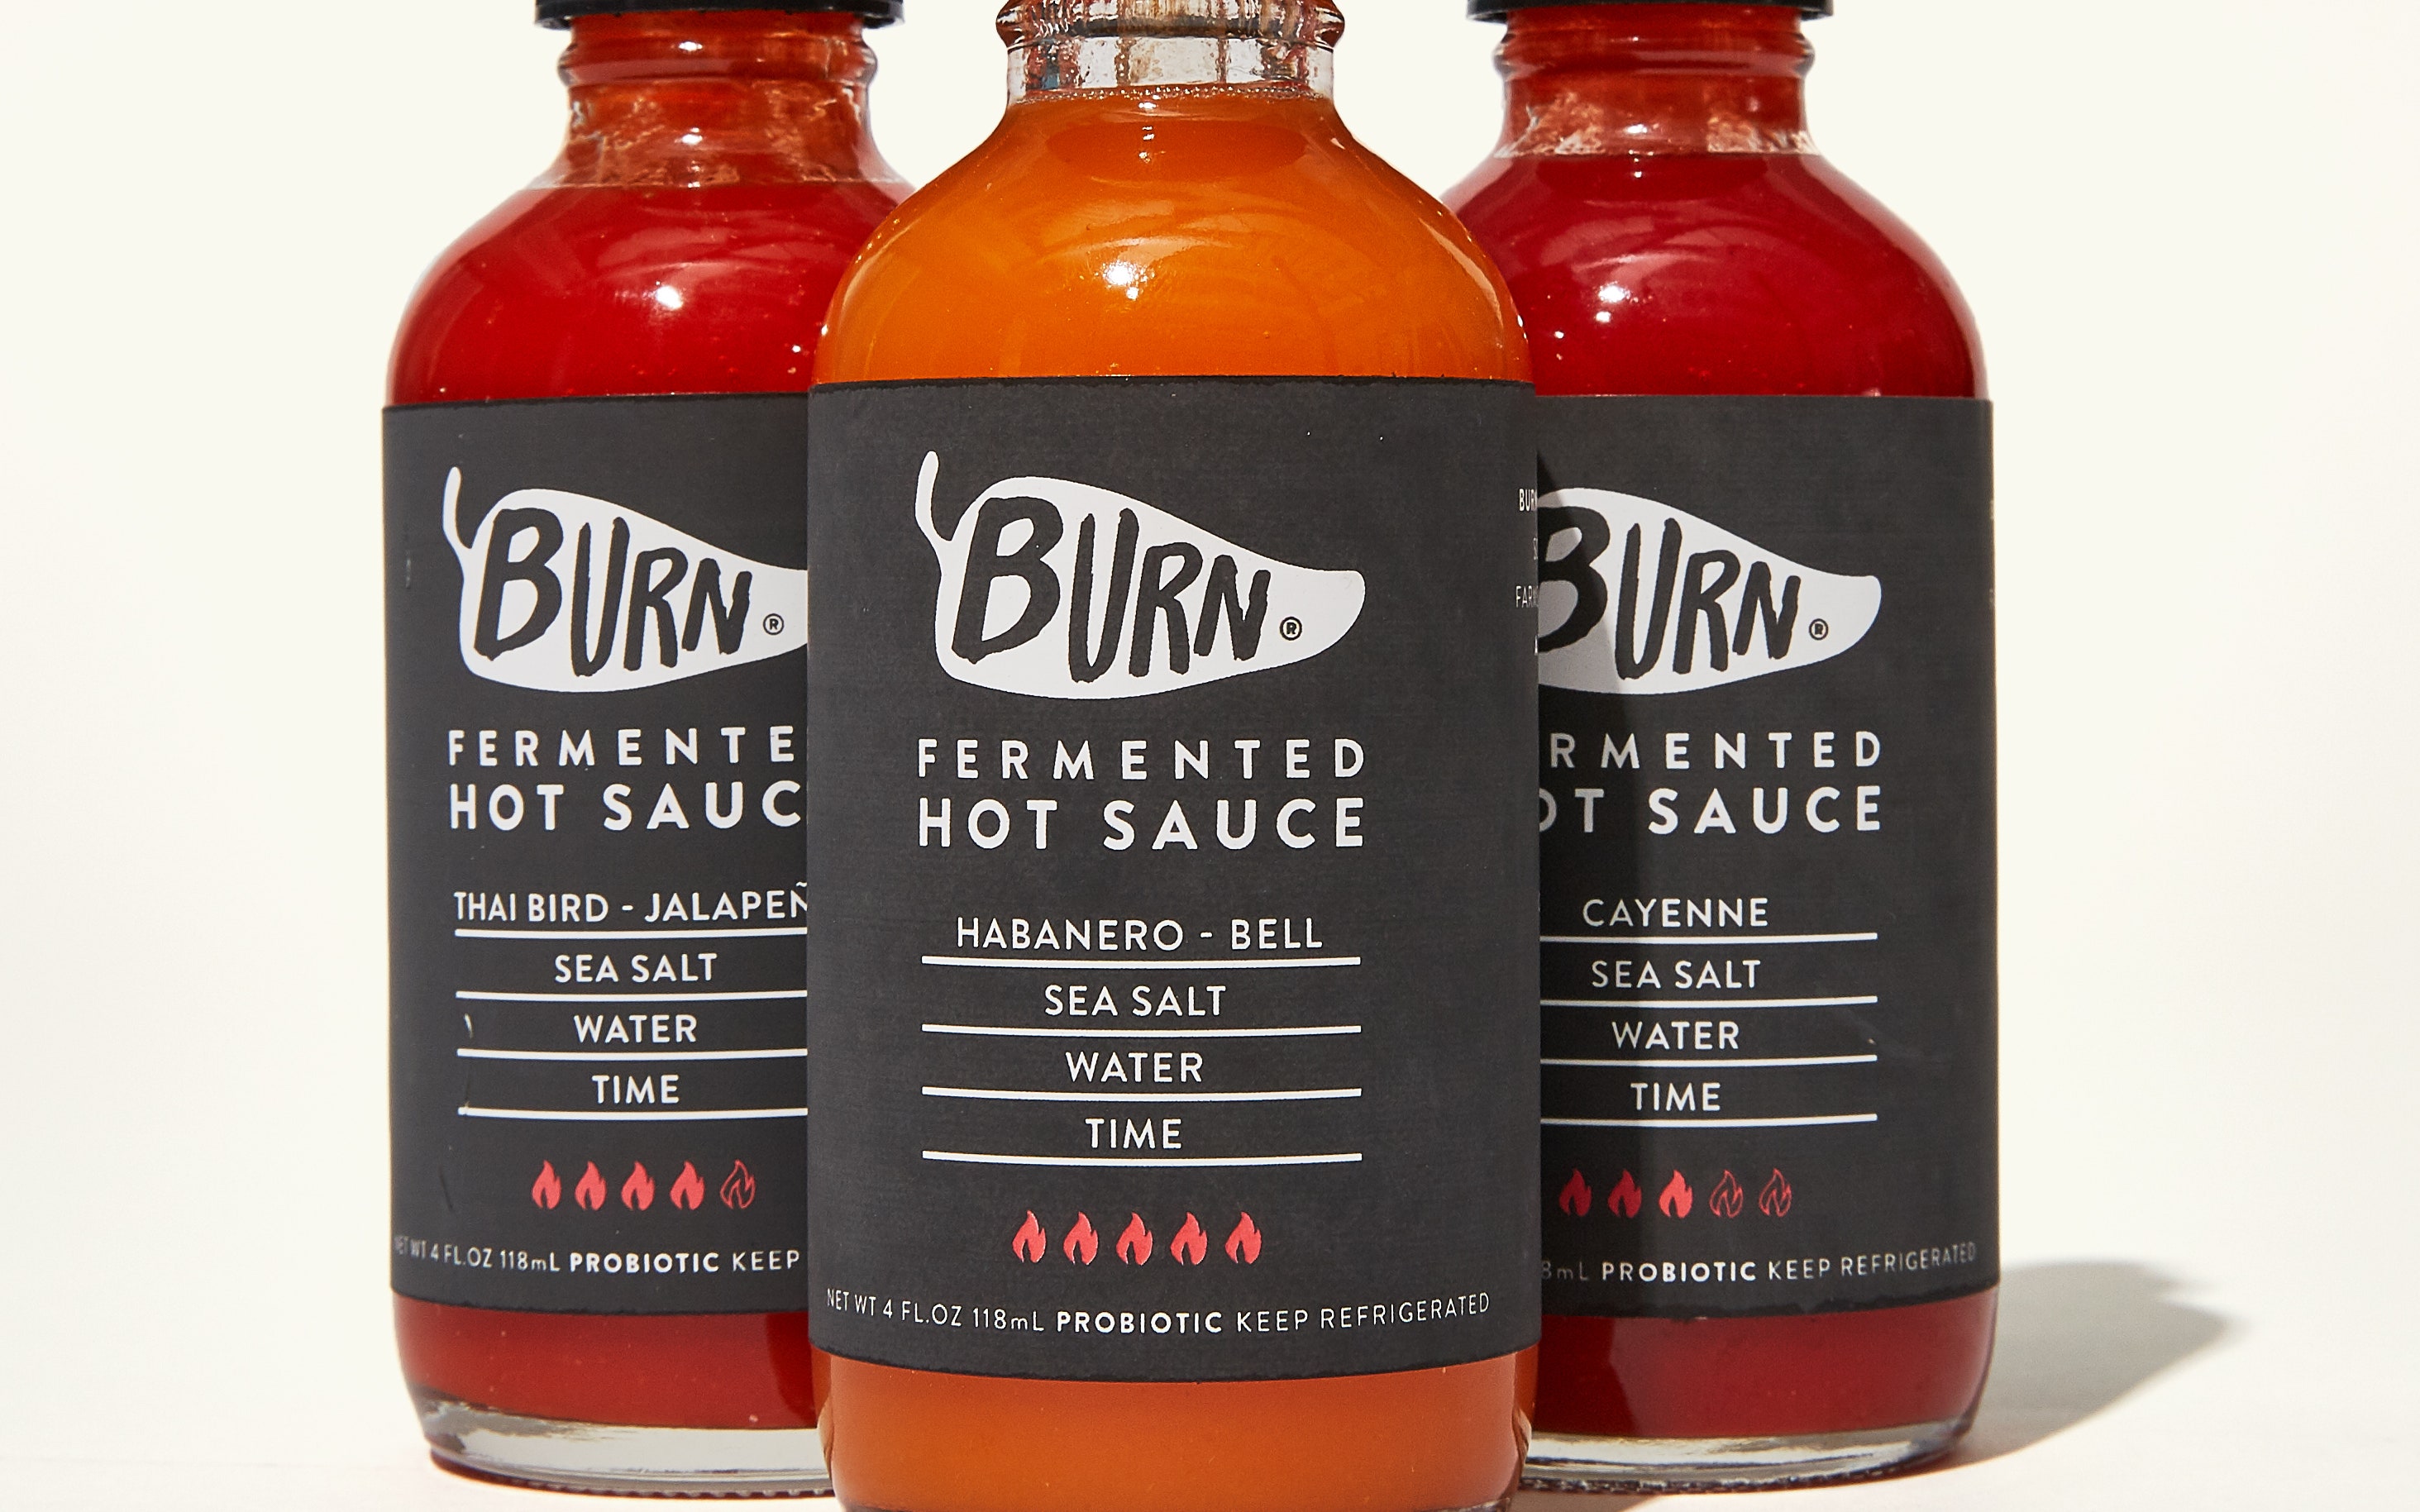 BURN®
FERMENTE
HOT SAUC
THAI BIRD - JALAPEÑ
SEA SALT
WATER
TIME
NET WT 4 FL.OZ 118mL PROBIOTIC KEEP
BURN®
FERMENTED
HOT SAUCE
HABANERO - BELL
SEA SALT
WATER
TIME
NET WT 4 FL.OZ 118mL PROBIOTIC KEEP REFRIGERATED
BURN®
RMENTED
OT SAUCE
CAYENNE
SEA SALT
WATER
TIME
8mL PROBIOTIC KEEP REFRIGERATED